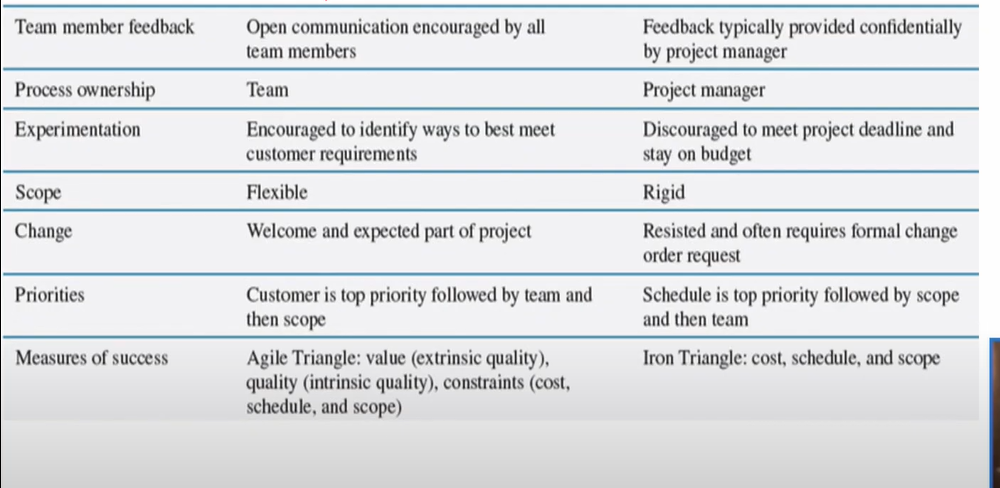 Team member feedback
Open communication encouraged by all
team members
Feedback typically provided confidentially
by project manager
Process ownership
Team
Project manager
Experimentation
Encouraged to identify ways to best meet
customer requirements
Discouraged to meet project deadline and
stay on budget
Scope
Flexible
Rigid
Change
Welcome and expected part of project
Resisted and often requires formal change
order request
Priorities
Customer is top priority followed by team and
then scope
Schedule is top priority followed by scope
and then team
Measures of success
Agile Triangle: value (extrinsic quality),
quality (intrinsic quality), constraints (cost,
schedule, and scope)
Iron Triangle: cost, schedule, and scope